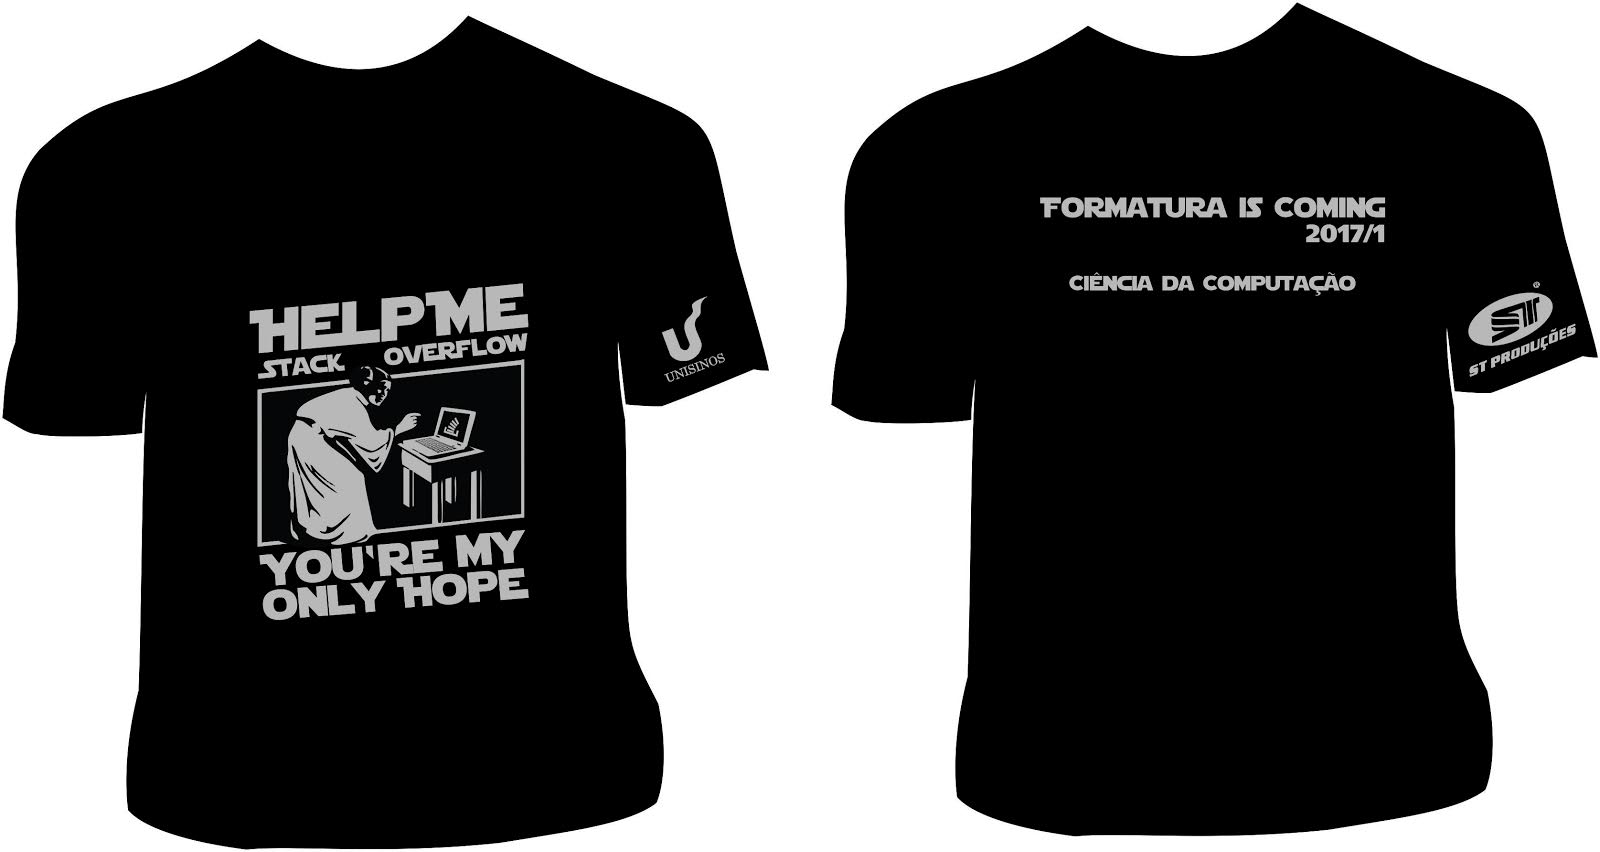 HELP ME
STACK OVERFLOW
YOU'RE MY
ONLY HOPE
UNISINOS
FORMATURA IS COMING
2017/1
CIÊNCIA DA COMPUTAÇÃO
ST
®
ST PRODUÇÕES